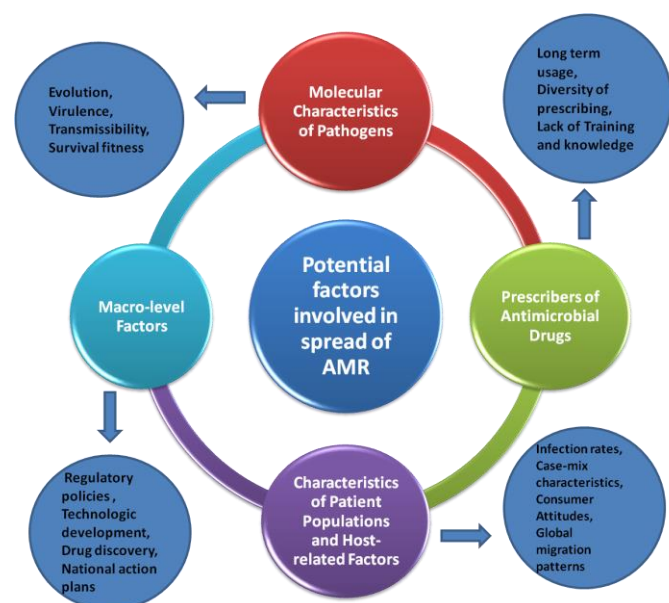 Molecular
Characteristics
of Pathogens
Evolution,
Virulence,
Transmissibility,
Survival fitness
Long term
usage,
Diversity of
prescribing,
Lack of Training
and knowledge
Macro-level
Factors
Potential
factors
involved in
spread of
AMR
Prescribers of
Antimicrobial
Drugs
Regulatory
policies ,
Technologic
development,
Drug discovery,
National action
plans
Characteristics
of Patient
Populations
and Host-
related Factors
Infection rates,
Case-mix
characteristics,
Consumer
Attitudes,
Global
migration
patterns